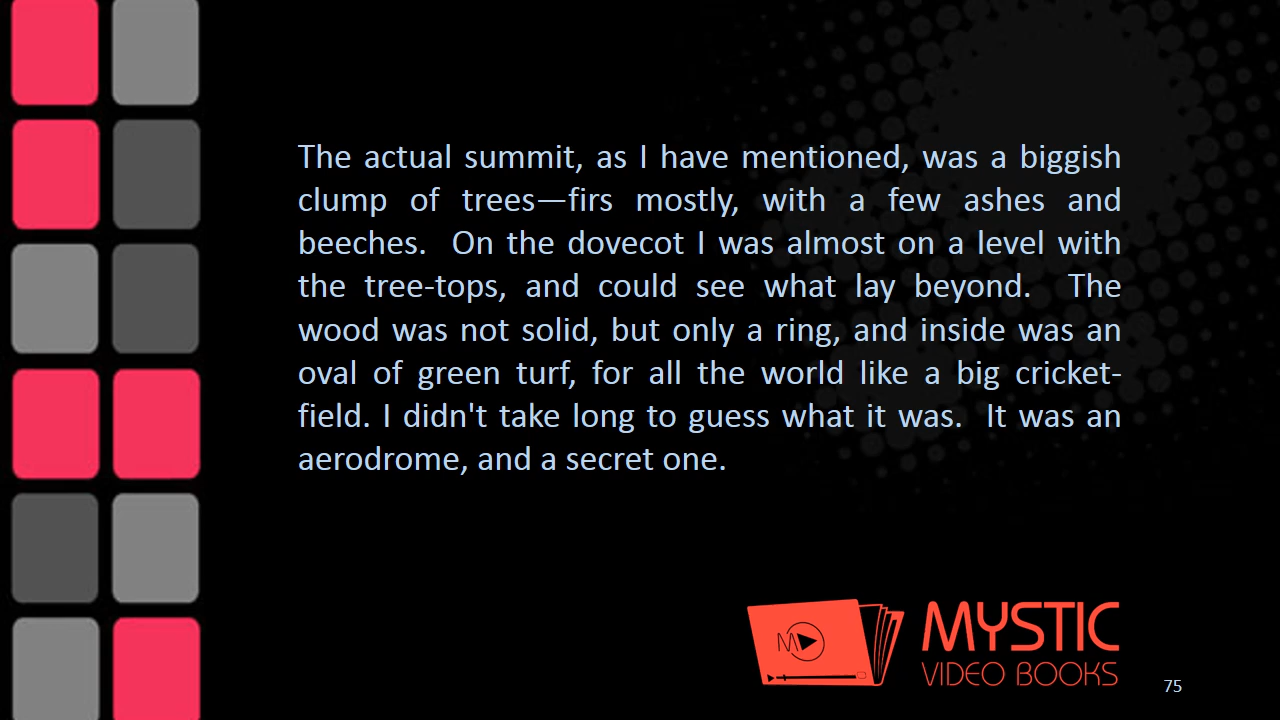 The actual summit, as I have mentioned, was a biggish
clump of trees—firs mostly, with a few ashes and
beeches.  On the dovecot I was almost on a level with
the tree-tops, and could see what lay beyond.  The
wood was not solid, but only a ring, and inside was an
oval of green turf, for all the world like a big cricket-
field. I didn't take long to guess what it was.  It was an
aerodrome, and a secret one.
M
MYSTIC
VIDEO BOOKS
75